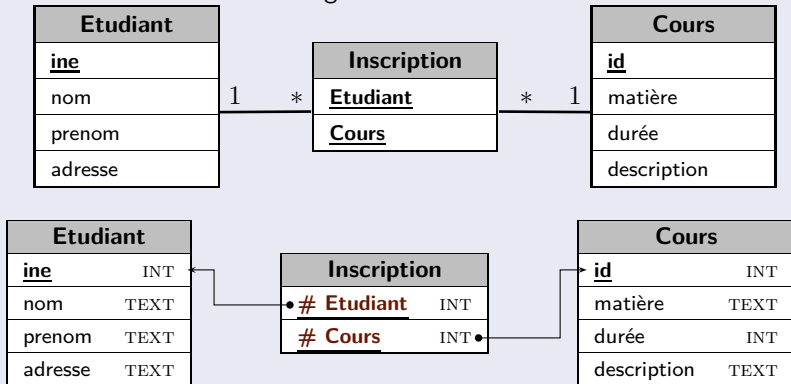 Etudiant
ine
nom
prenom
adresse
1
*
Inscription
Etudiant
Cours
*
1
Cours
id
matière
durée
description
Etudiant
ine INT
nom TEXT
prenom TEXT
adresse TEXT
Inscription
# Etudiant INT
# Cours INT
Cours
id INT
matière TEXT
durée INT
description TEXT